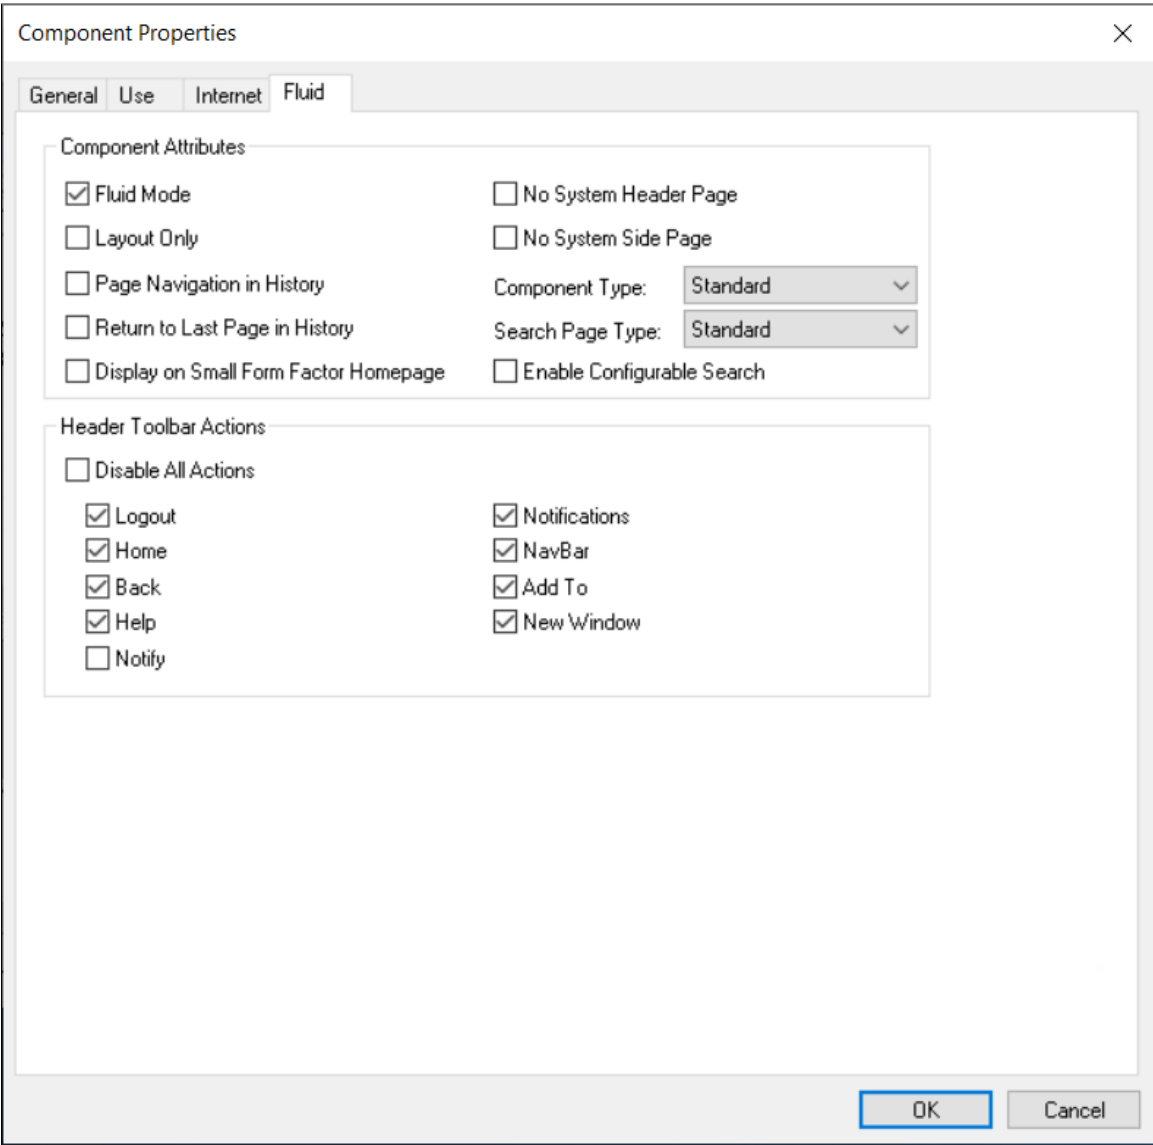 Component Properties
General Use Internet Fluid
Component Attributes
Fluid Mode No System Header Page
Layout Only No System Side Page
Page Navigation in History Component Type: Standard
Return to Last Page in History Search Page Type: Standard
Display on Small Form Factor Homepage Enable Configurable Search
Header Toolbar Actions
Disable All Actions
Logout Notifications
Home NavBar
Back Add To
Help New Window
Notify
OK Cancel